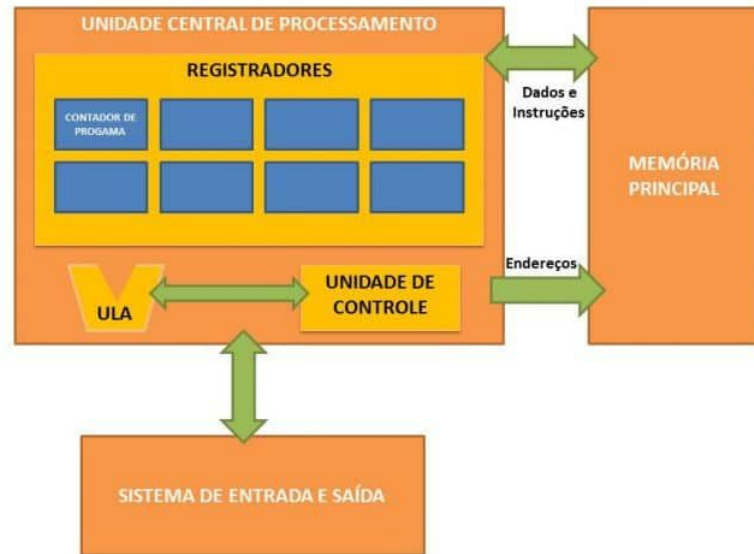 UNIDADE CENTRAL DE PROCESSAMENTO
REGISTRADORES
CONTADOR DE
PROGAMA
ULA
UNIDADE DE
CONTROLE
Dados e
Instruções
Endereços
MEMÓRIA
PRINCIPAL
SISTEMA DE ENTRADA E SAÍDA